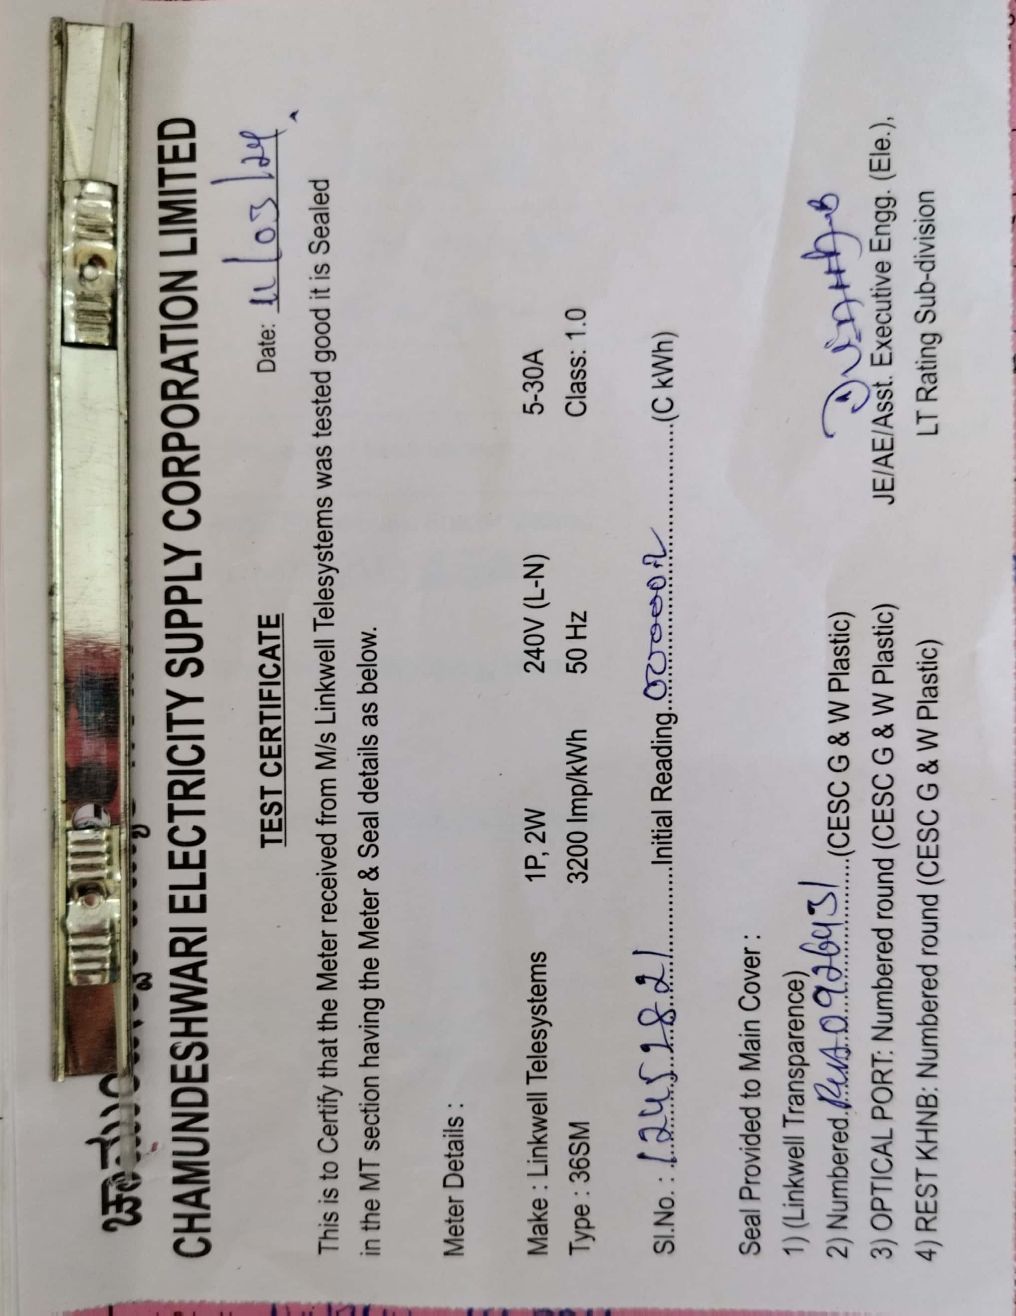 CHAMUNDESHWARI ELECTRICITY SUPPLY CORPORATION LIMITED
Date: 11/03/24
TEST CERTIFICATE
This is to Certify that the Meter received from M/s Linkwell Telesystems was tested good it is Sealed
in the MT section having the Meter & Seal details as below.
Meter Details :
Make : Linkwell Telesystems 1P, 2W 240V (L-N) 5-30A
Type : 36SM 3200 Imp/kWh 50 Hz Class: 1.0
Sl.No. : 12452821 Initial Reading 000002 (C kWh)
Seal Provided to Main Cover :
1) (Linkwell Transparence)
2) Numbered (CESC G & W Plastic)
3) OPTICAL PORT: Numbered round (CESC G & W Plastic)
4) REST KHNB: Numbered round (CESC G & W Plastic)
JE/AE/Asst. Executive Engg. (Ele.),
LT Rating Sub-division